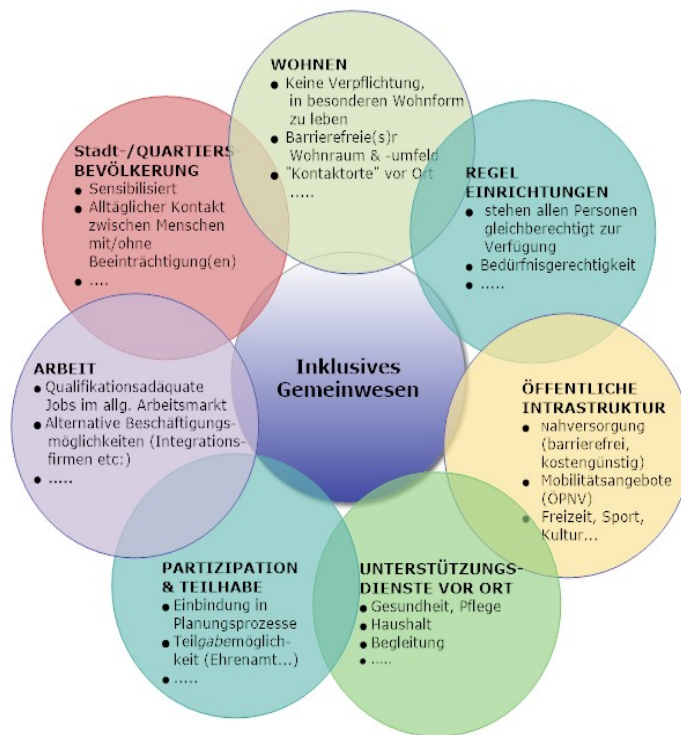 WOHNEN
● Keine Verpflichtung,
in besonderen Wohnform
zu leben
● Barrierefreie(s)r
Wohnraum & -umfeld
● "Kontaktorte" vor Ort
.....
REGEL
EINRICHTUNGEN
● stehen allen Personen
gleichberechtigt zur
Verfügung
● Bedürfnisgerechtigkeit
● .....
ÖFFENTLICHE
INTRASTRUKTUR
● Nahversorgung
(barrierefrei,
kostengünstig)
● Mobilitätsangebote
(ÖPNV)
● Freizeit, Sport,
Kultur...
UNTERSTÜTZUNGS-
DIENSTE VOR ORT
● Gesundheit, Pflege
● Haushalt
● Begleitung
● .....
PARTIZIPATION
& TEILHABE
● Einbindung in
Planungsprozesse
● Teilgabemöglich-
keit (Ehrenamt...)
● .....
ARBEIT
● Qualifikationsadäquate
Jobs im allg. Arbeitsmarkt
● Alternative Beschäftigungs-
möglichkeiten (Integrations-
firmen etc:)
● .....
Stadt-/QUARTIERS-
BEVÖLKERUNG
● Sensibilisiert
● Alltäglicher Kontakt
zwischen Menschen
mit/ohne
Beeinträchtigung(en)
● ....
Inklusives
Gemeinwesen